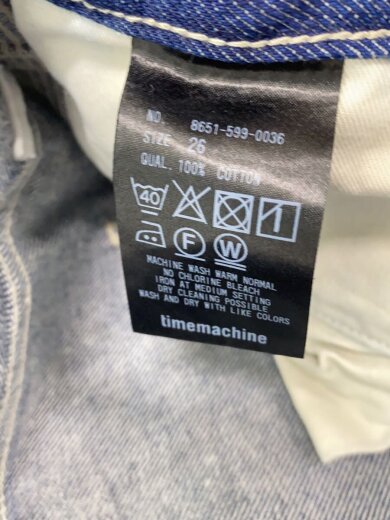 NO. 8651-599-0036
SIZE: 26
QUAL. 100% COTTON
40
F W
MACHINE WASH WARM NORMAL
NO CHLORINE BLEACH
IRON AT MEDIUM SETTING
DRY CLEANING POSSIBLE
WASH AND DRY WITH LIKE COLORS
timemachine